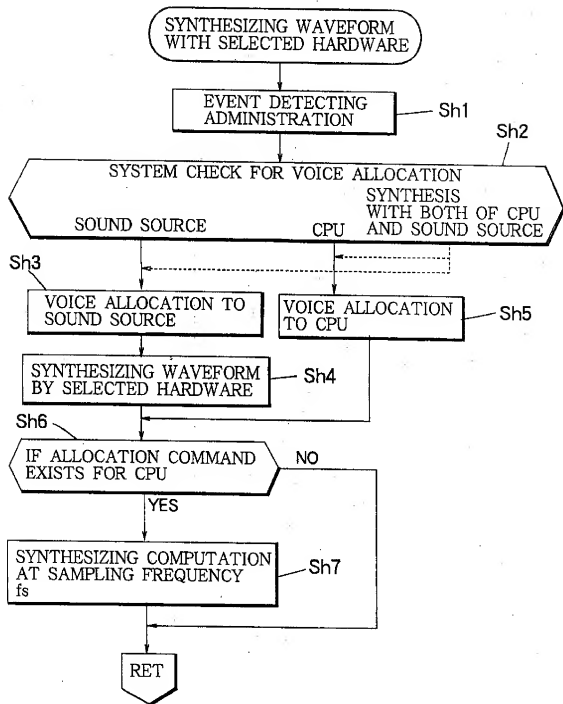 SYNTHESIZING WAVEFORM
WITH SELECTED HARDWARE
EVENT DETECTING
ADMINISTRATION
Sh1
Sh2
SYSTEM CHECK FOR VOICE ALLOCATION
SYNTHESIS
WITH BOTH OF CPU
AND SOUND SOURCE
SOUND SOURCE
CPU
Sh3
VOICE ALLOCATION TO
SOUND SOURCE
VOICE ALLOCATION
TO CPU
Sh5
SYNTHESIZING WAVEFORM
BY SELECTED HARDWARE
Sh4
Sh6
IF ALLOCATION COMMAND
EXISTS FOR CPU
NO
YES
SYNTHESIZING COMPUTATION
AT SAMPLING FREQUENCY
fs
Sh7
RET